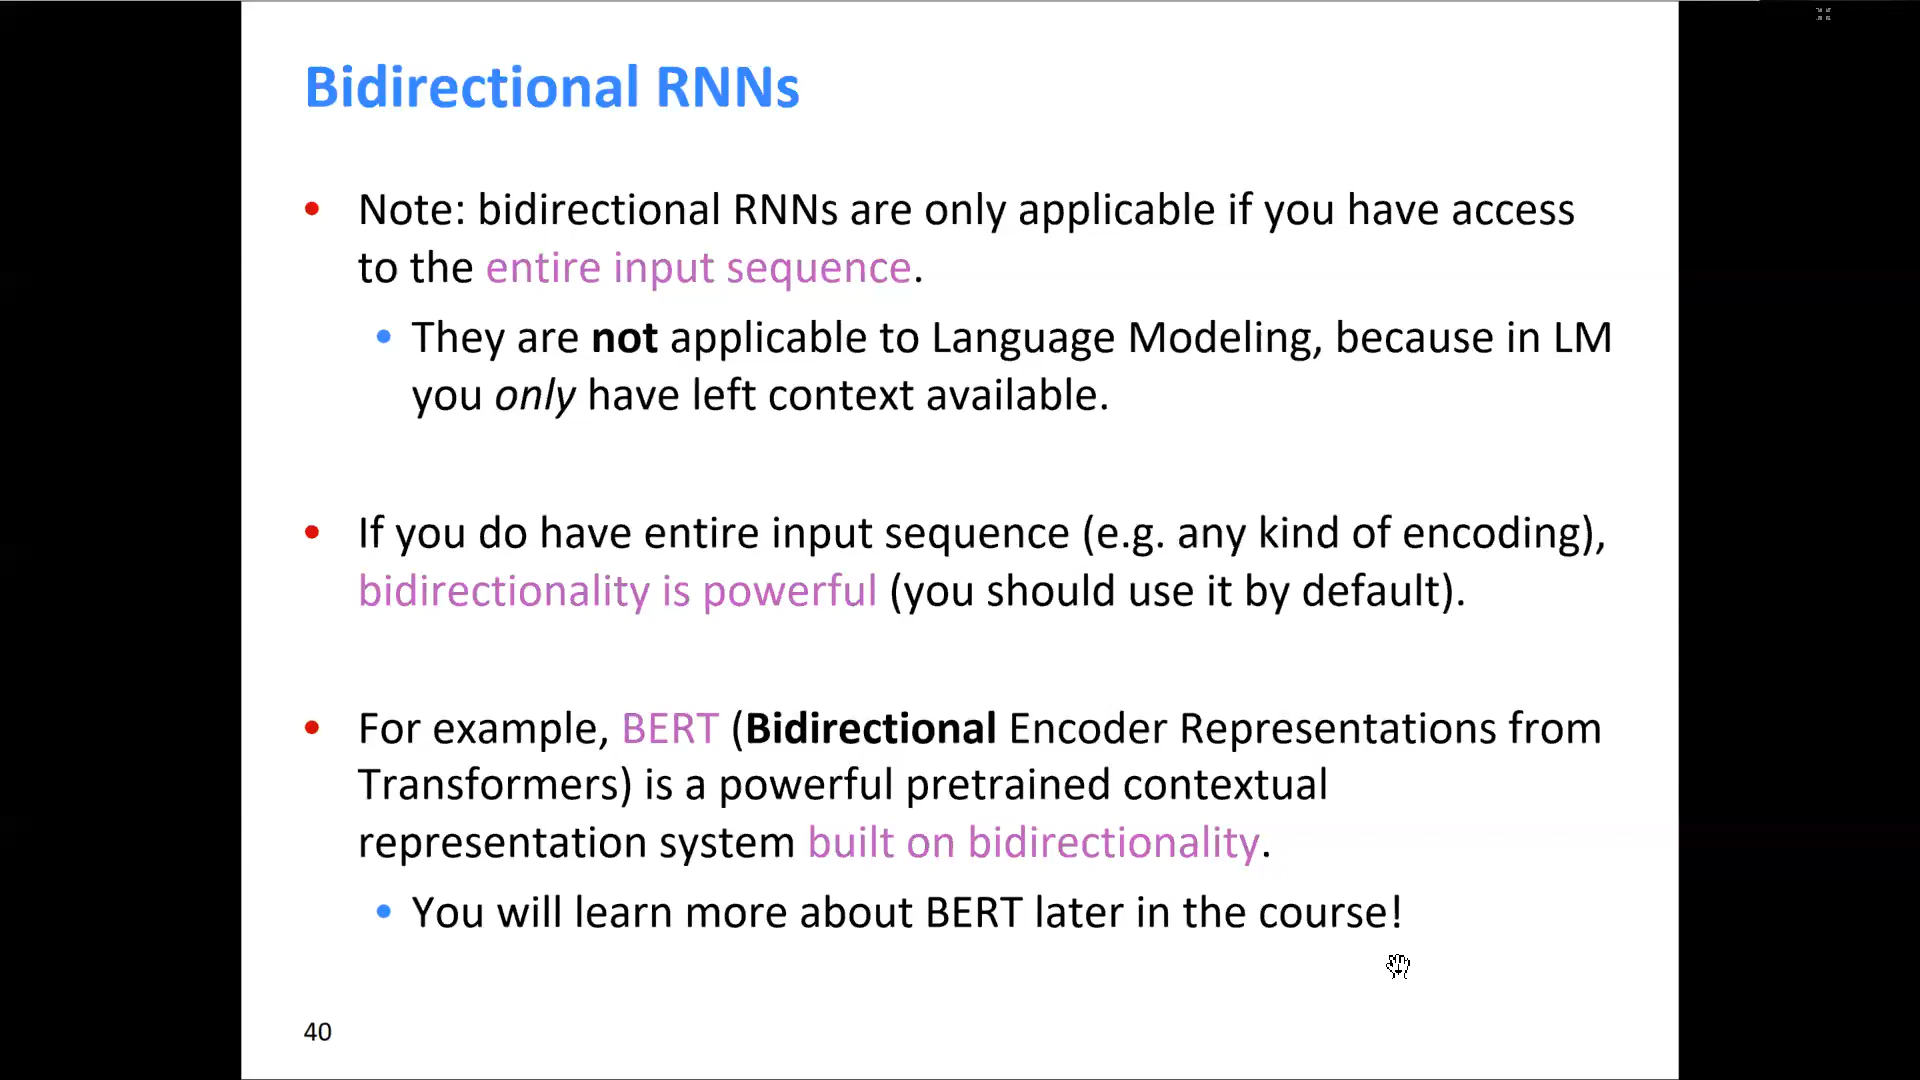 Bidirectional RNNs
• Note: bidirectional RNNs are only applicable if you have access
to the entire input sequence.
• They are not applicable to Language Modeling, because in LM
you only have left context available.
• If you do have entire input sequence (e.g. any kind of encoding),
bidirectionality is powerful (you should use it by default).
• For example, BERT (Bidirectional Encoder Representations from
Transformers) is a powerful pretrained contextual
representation system built on bidirectionality.
• You will learn more about BERT later in the course!
40